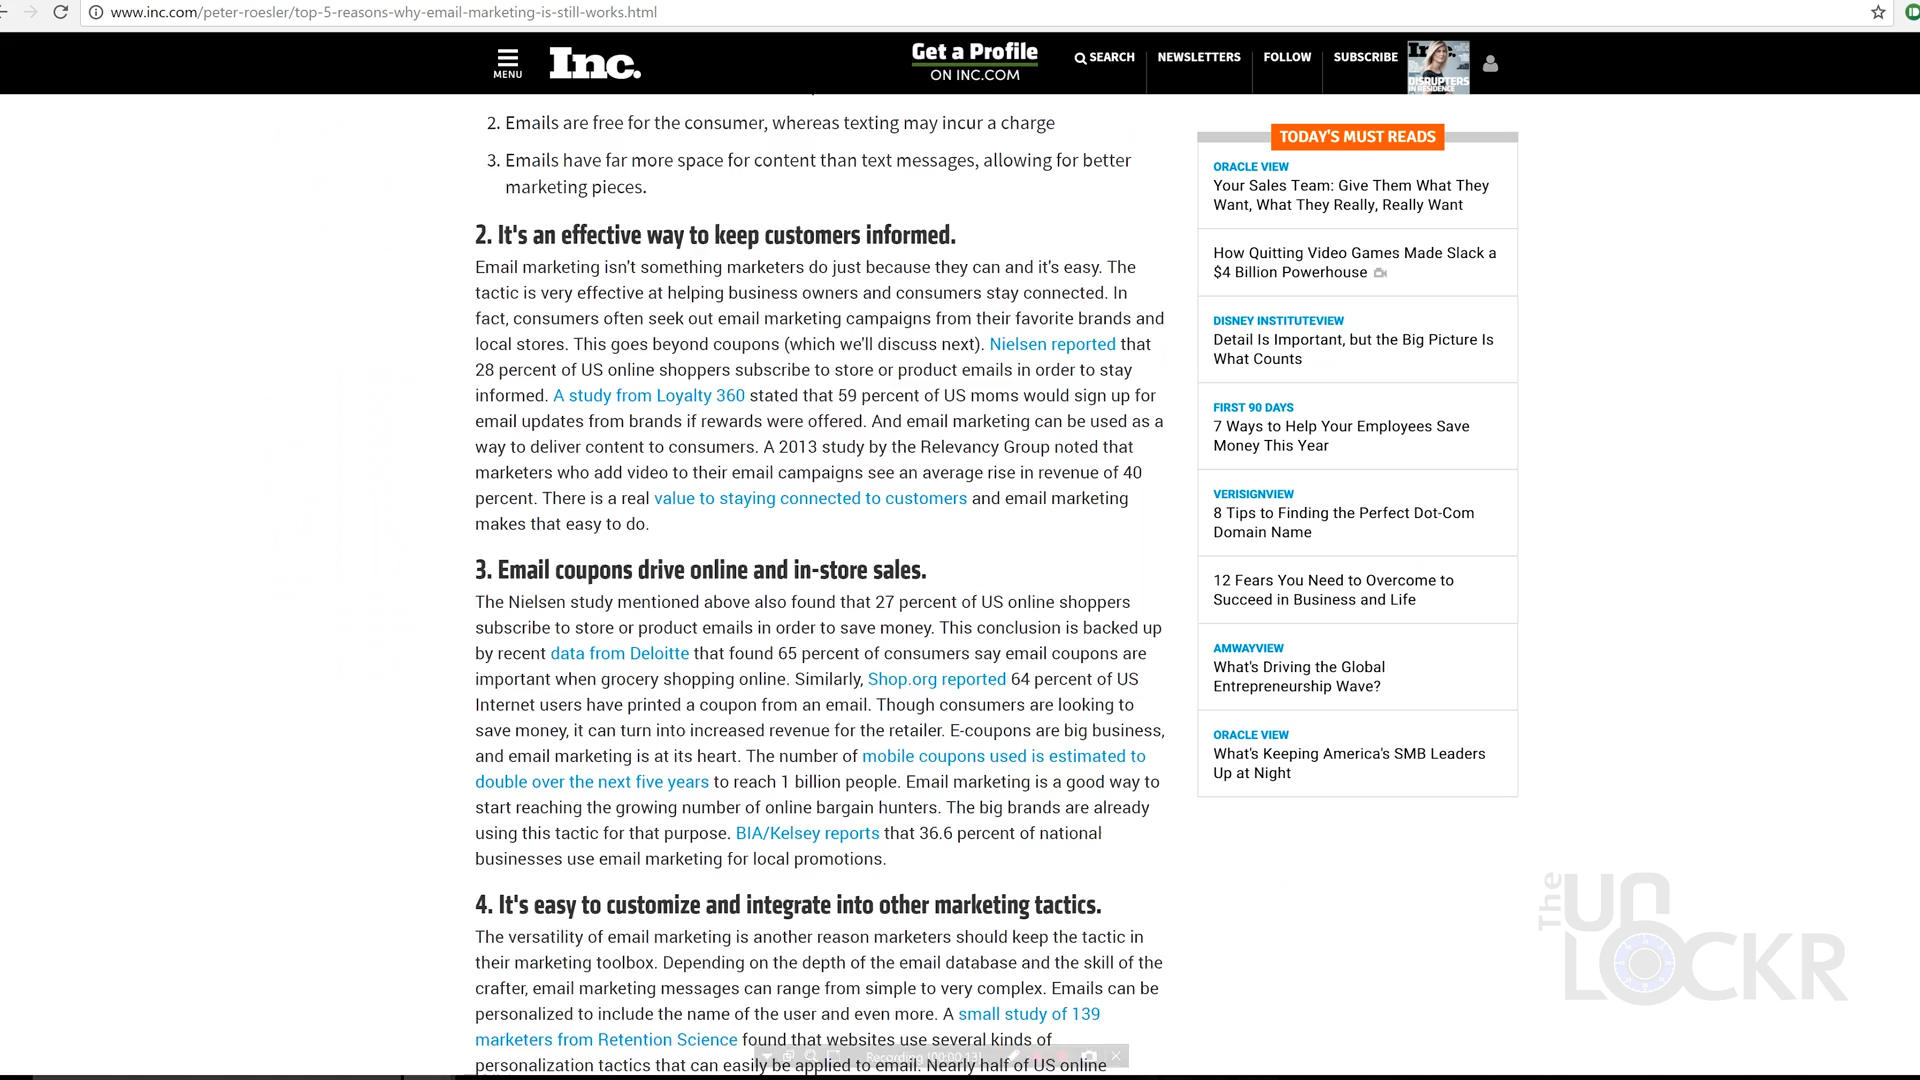 www.inc.com/peter-roesler/top-5-reasons-why-email-marketing-is-still-works.html
MENU
Inc.
Get a Profile
ON INC.COM
SEARCH
NEWSLETTERS
FOLLOW
SUBSCRIBE
Inc.
DISRUPTERS
IN RESIDENCE
2. Emails are free for the consumer, whereas texting may incur a charge
3. Emails have far more space for content than text messages, allowing for better
marketing pieces.
2. It's an effective way to keep customers informed.
Email marketing isn't something marketers do just because they can and it's easy. The
tactic is very effective at helping business owners and consumers stay connected. In
fact, consumers often seek out email marketing campaigns from their favorite brands and
local stores. This goes beyond coupons (which we'll discuss next). Nielsen reported that
28 percent of US online shoppers subscribe to store or product emails in order to stay
informed. A study from Loyalty 360 stated that 59 percent of US moms would sign up for
email updates from brands if rewards were offered. And email marketing can be used as a
way to deliver content to consumers. A 2013 study by the Relevancy Group noted that
marketers who add video to their email campaigns see an average rise in revenue of 40
percent. There is a real value to staying connected to customers and email marketing
makes that easy to do.
3. Email coupons drive online and in-store sales.
The Nielsen study mentioned above also found that 27 percent of US online shoppers
subscribe to store or product emails in order to save money. This conclusion is backed up
by recent data from Deloitte that found 65 percent of consumers say email coupons are
important when grocery shopping online. Similarly, Shop.org reported 64 percent of US
Internet users have printed a coupon from an email. Though consumers are looking to
save money, it can turn into increased revenue for the retailer. E-coupons are big business,
and email marketing is at its heart. The number of mobile coupons used is estimated to
double over the next five years to reach 1 billion people. Email marketing is a good way to
start reaching the growing number of online bargain hunters. The big brands are already
using this tactic for that purpose. BIA/Kelsey reports that 36.6 percent of national
businesses use email marketing for local promotions.
4. It's easy to customize and integrate into other marketing tactics.
The versatility of email marketing is another reason marketers should keep the tactic in
their marketing toolbox. Depending on the depth of the email database and the skill of the
crafter, email marketing messages can range from simple to very complex. Emails can be
personalized to include the name of the user and even more. A small study of 139
marketers from Retention Science found that websites use several kinds of
personalization tactics that can easily be applied to email. Nearly half of US online
Recording [00:00:13]
TODAY'S MUST READS
ORACLE VIEW
Your Sales Team: Give Them What They
Want, What They Really, Really Want
How Quitting Video Games Made Slack a
$4 Billion Powerhouse
DISNEY INSTITUTEVIEW
Detail Is Important, but the Big Picture Is
What Counts
FIRST 90 DAYS
7 Ways to Help Your Employees Save
Money This Year
VERISIGNVIEW
8 Tips to Finding the Perfect Dot-Com
Domain Name
12 Fears You Need to Overcome to
Succeed in Business and Life
AMWAYVIEW
What's Driving the Global
Entrepreneurship Wave?
ORACLE VIEW
What's Keeping America's SMB Leaders
Up at Night
The
UN
LOCKR